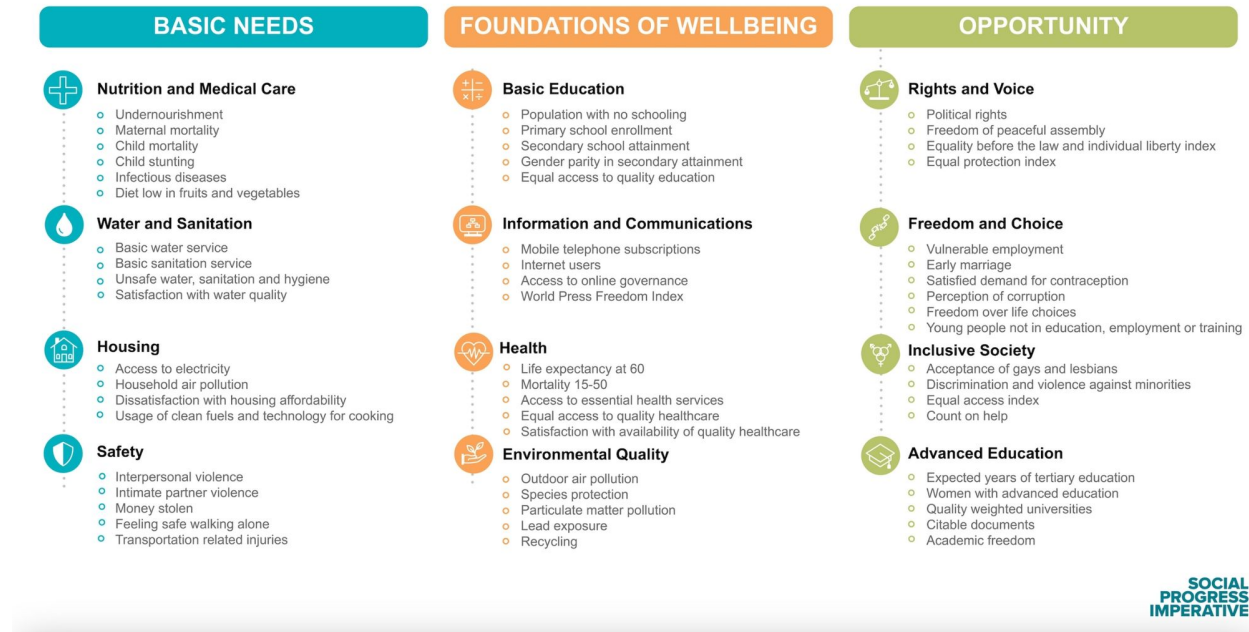 BASIC NEEDS
Nutrition and Medical Care
Undernourishment
Maternal mortality
Child mortality
Child stunting
Infectious diseases
Diet low in fruits and vegetables
Water and Sanitation
Basic water service
Basic sanitation service
Unsafe water, sanitation and hygiene
Satisfaction with water quality
Housing
Access to electricity
Household air pollution
Dissatisfaction with housing affordability
Usage of clean fuels and technology for cooking
Safety
Interpersonal violence
Intimate partner violence
Money stolen
Feeling safe walking alone
Transportation related injuries
FOUNDATIONS OF WELLBEING
Basic Education
Population with no schooling
Primary school enrollment
Secondary school attainment
Gender parity in secondary attainment
Equal access to quality education
Information and Communications
Mobile telephone subscriptions
Internet users
Access to online governance
World Press Freedom Index
Health
Life expectancy at 60
Mortality 15-50
Access to essential health services
Equal access to quality healthcare
Satisfaction with availability of quality healthcare
Environmental Quality
Outdoor air pollution
Species protection
Particulate matter pollution
Lead exposure
Recycling
OPPORTUNITY
Rights and Voice
Political rights
Freedom of peaceful assembly
Equality before the law and individual liberty index
Equal protection index
Freedom and Choice
Vulnerable employment
Early marriage
Satisfied demand for contraception
Perception of corruption
Freedom over life choices
Young people not in education, employment or training
Inclusive Society
Acceptance of gays and lesbians
Discrimination and violence against minorities
Equal access index
Count on help
Advanced Education
Expected years of tertiary education
Women with advanced education
Quality weighted universities
Citable documents
Academic freedom
SOCIAL
PROGRESS
IMPERATIVE